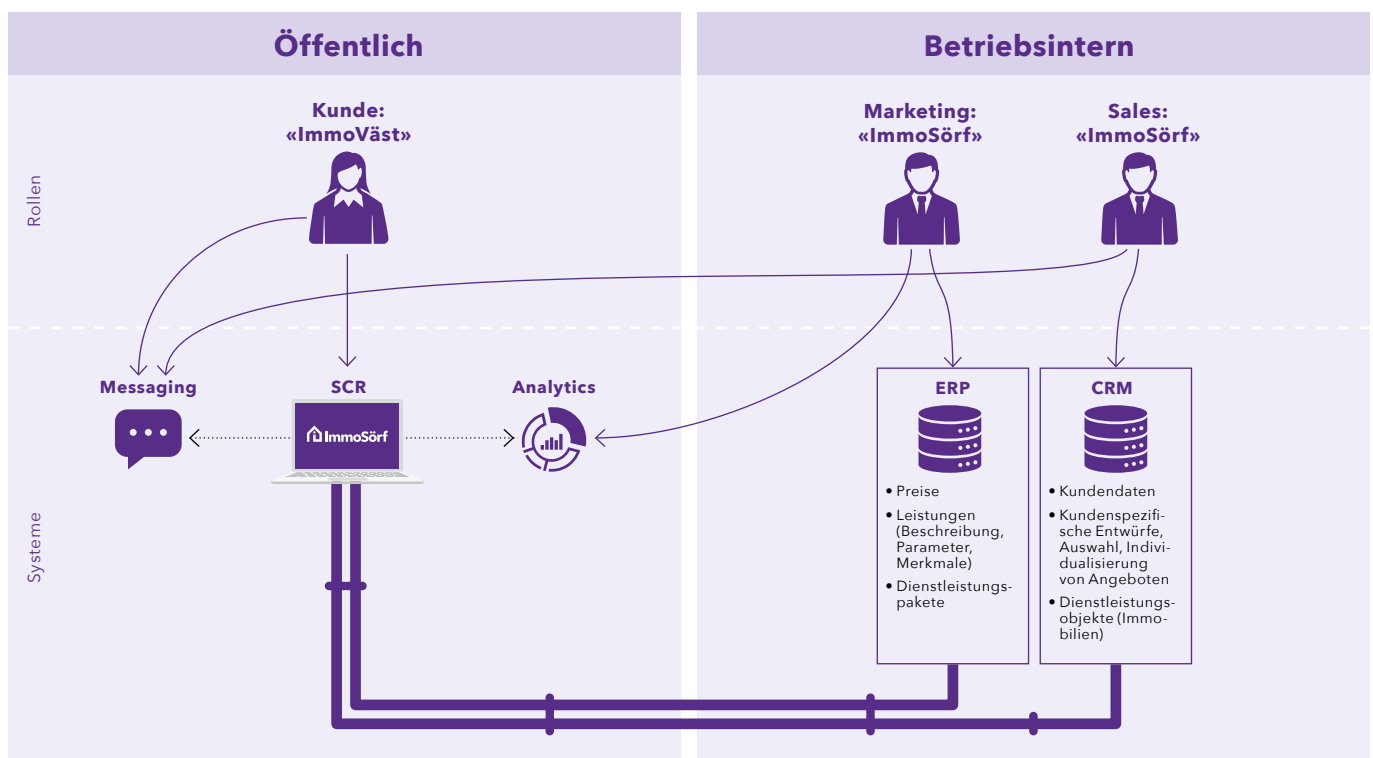 Öffentlich
Betriebsintern
Rollen
Kunde:
«ImmoVäst»
Marketing:
«ImmoSörf»
Sales:
«ImmoSörf»
Systeme
Messaging
SCR
ImmoSörf
Analytics
ERP
• Preise
• Leistungen
(Beschreibung,
Parameter,
Merkmale)
• Dienstleistungs-
pakete
CRM
• Kundendaten
• Kundenspezifi-
sche Entwürfe,
Auswahl, Indivi-
dualisierung
von Angeboten
• Dienstleistungs-
objekte (Immo-
bilien)